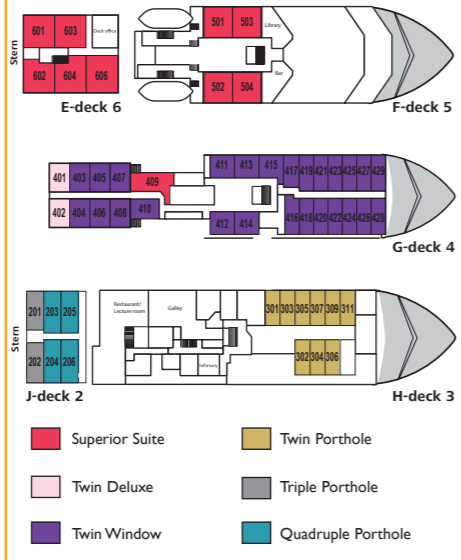 601 603 Deck office
Stern
602 604 606
E-deck 6
501 503 Library
502 504 Bar
F-deck 5
401 403 405 407 409
402 404 406 408 410
411 413 415 417 419 421 423 425 427 429
412 414 416 418 420 422 424 426 428
G-deck 4
Stern
201 203 205
202 204 206
J-deck 2
Restaurant/
Lecture room
Galley
Infirmary
301 303 305 307 309 311
302 304 306
H-deck 3
Superior Suite
Twin Porthole
Twin Deluxe
Triple Porthole
Twin Window
Quadruple Porthole